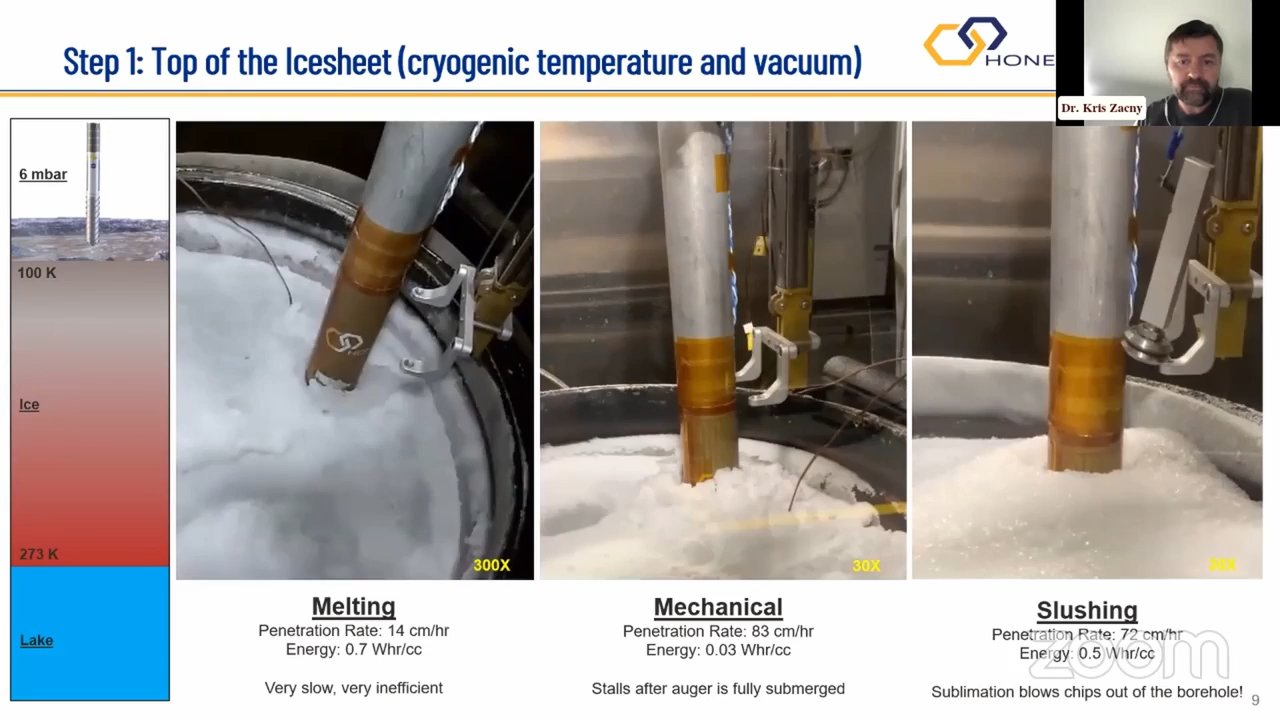 Step 1: Top of the Icesheet (cryogenic temperature and vacuum)
HONE
Dr. Kris Zacny
6 mbar
100 K
Ice
273 K
Lake
300X
30X
30X
Melting
Penetration Rate: 14 cm/hr
Energy: 0.7 Whr/cc
Very slow, very inefficient
Mechanical
Penetration Rate: 83 cm/hr
Energy: 0.03 Whr/cc
Stalls after auger is fully submerged
Slushing
Penetration Rate: 72 cm/hr
Energy: 0.5 Whr/cc
Sublimation blows chips out of the borehole!
zoom
9